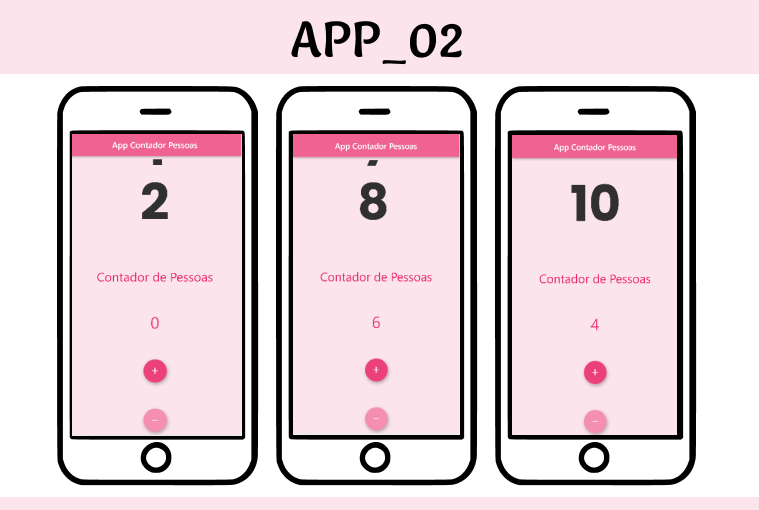 APP_02
App Contador Pessoas
2
Contador de Pessoas
0
+
−
App Contador Pessoas
8
Contador de Pessoas
6
+
−
App Contador Pessoas
10
Contador de Pessoas
4
+
−